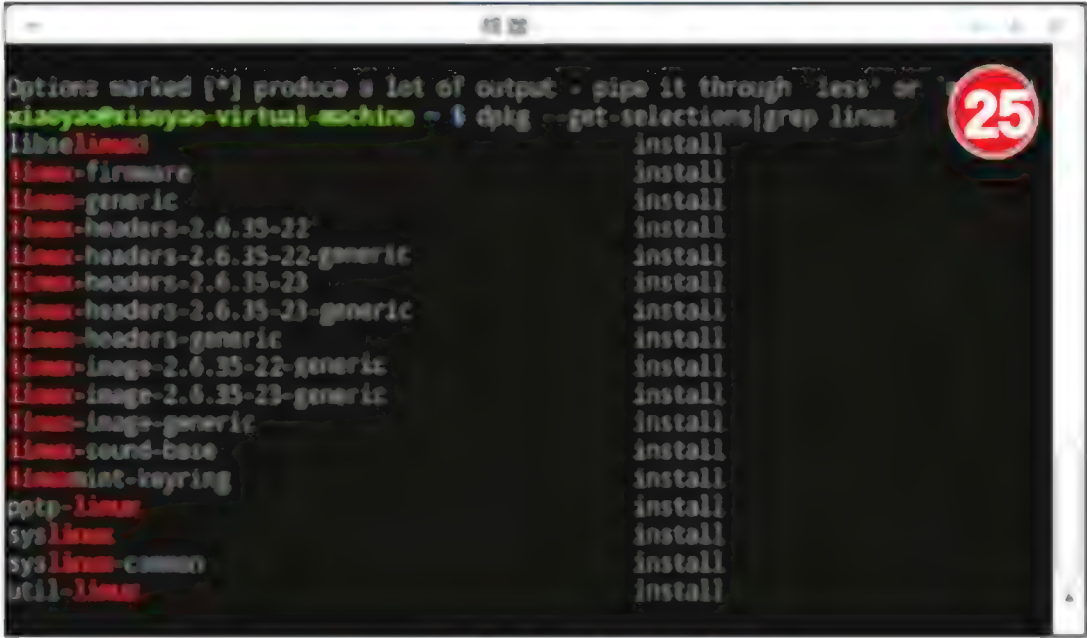 终端
Options marked [*] produce a lot of output - pipe it through `less' or
25
xiaoyao@xiaoyao-virtual-machine ~ $ dpkg --get-selections|grep linux
libselinux1 install
linux-firmware install
linux-generic install
linux-headers-2.6.35-22 install
linux-headers-2.6.35-22-generic install
linux-headers-2.6.35-23 install
linux-headers-2.6.35-23-generic install
linux-headers-generic install
linux-image-2.6.35-22-generic install
linux-image-2.6.35-23-generic install
linux-image-generic install
linux-sound-base install
linuxmint-keyring install
pptp-linux install
syslinux install
syslinux-common install
util-linux install